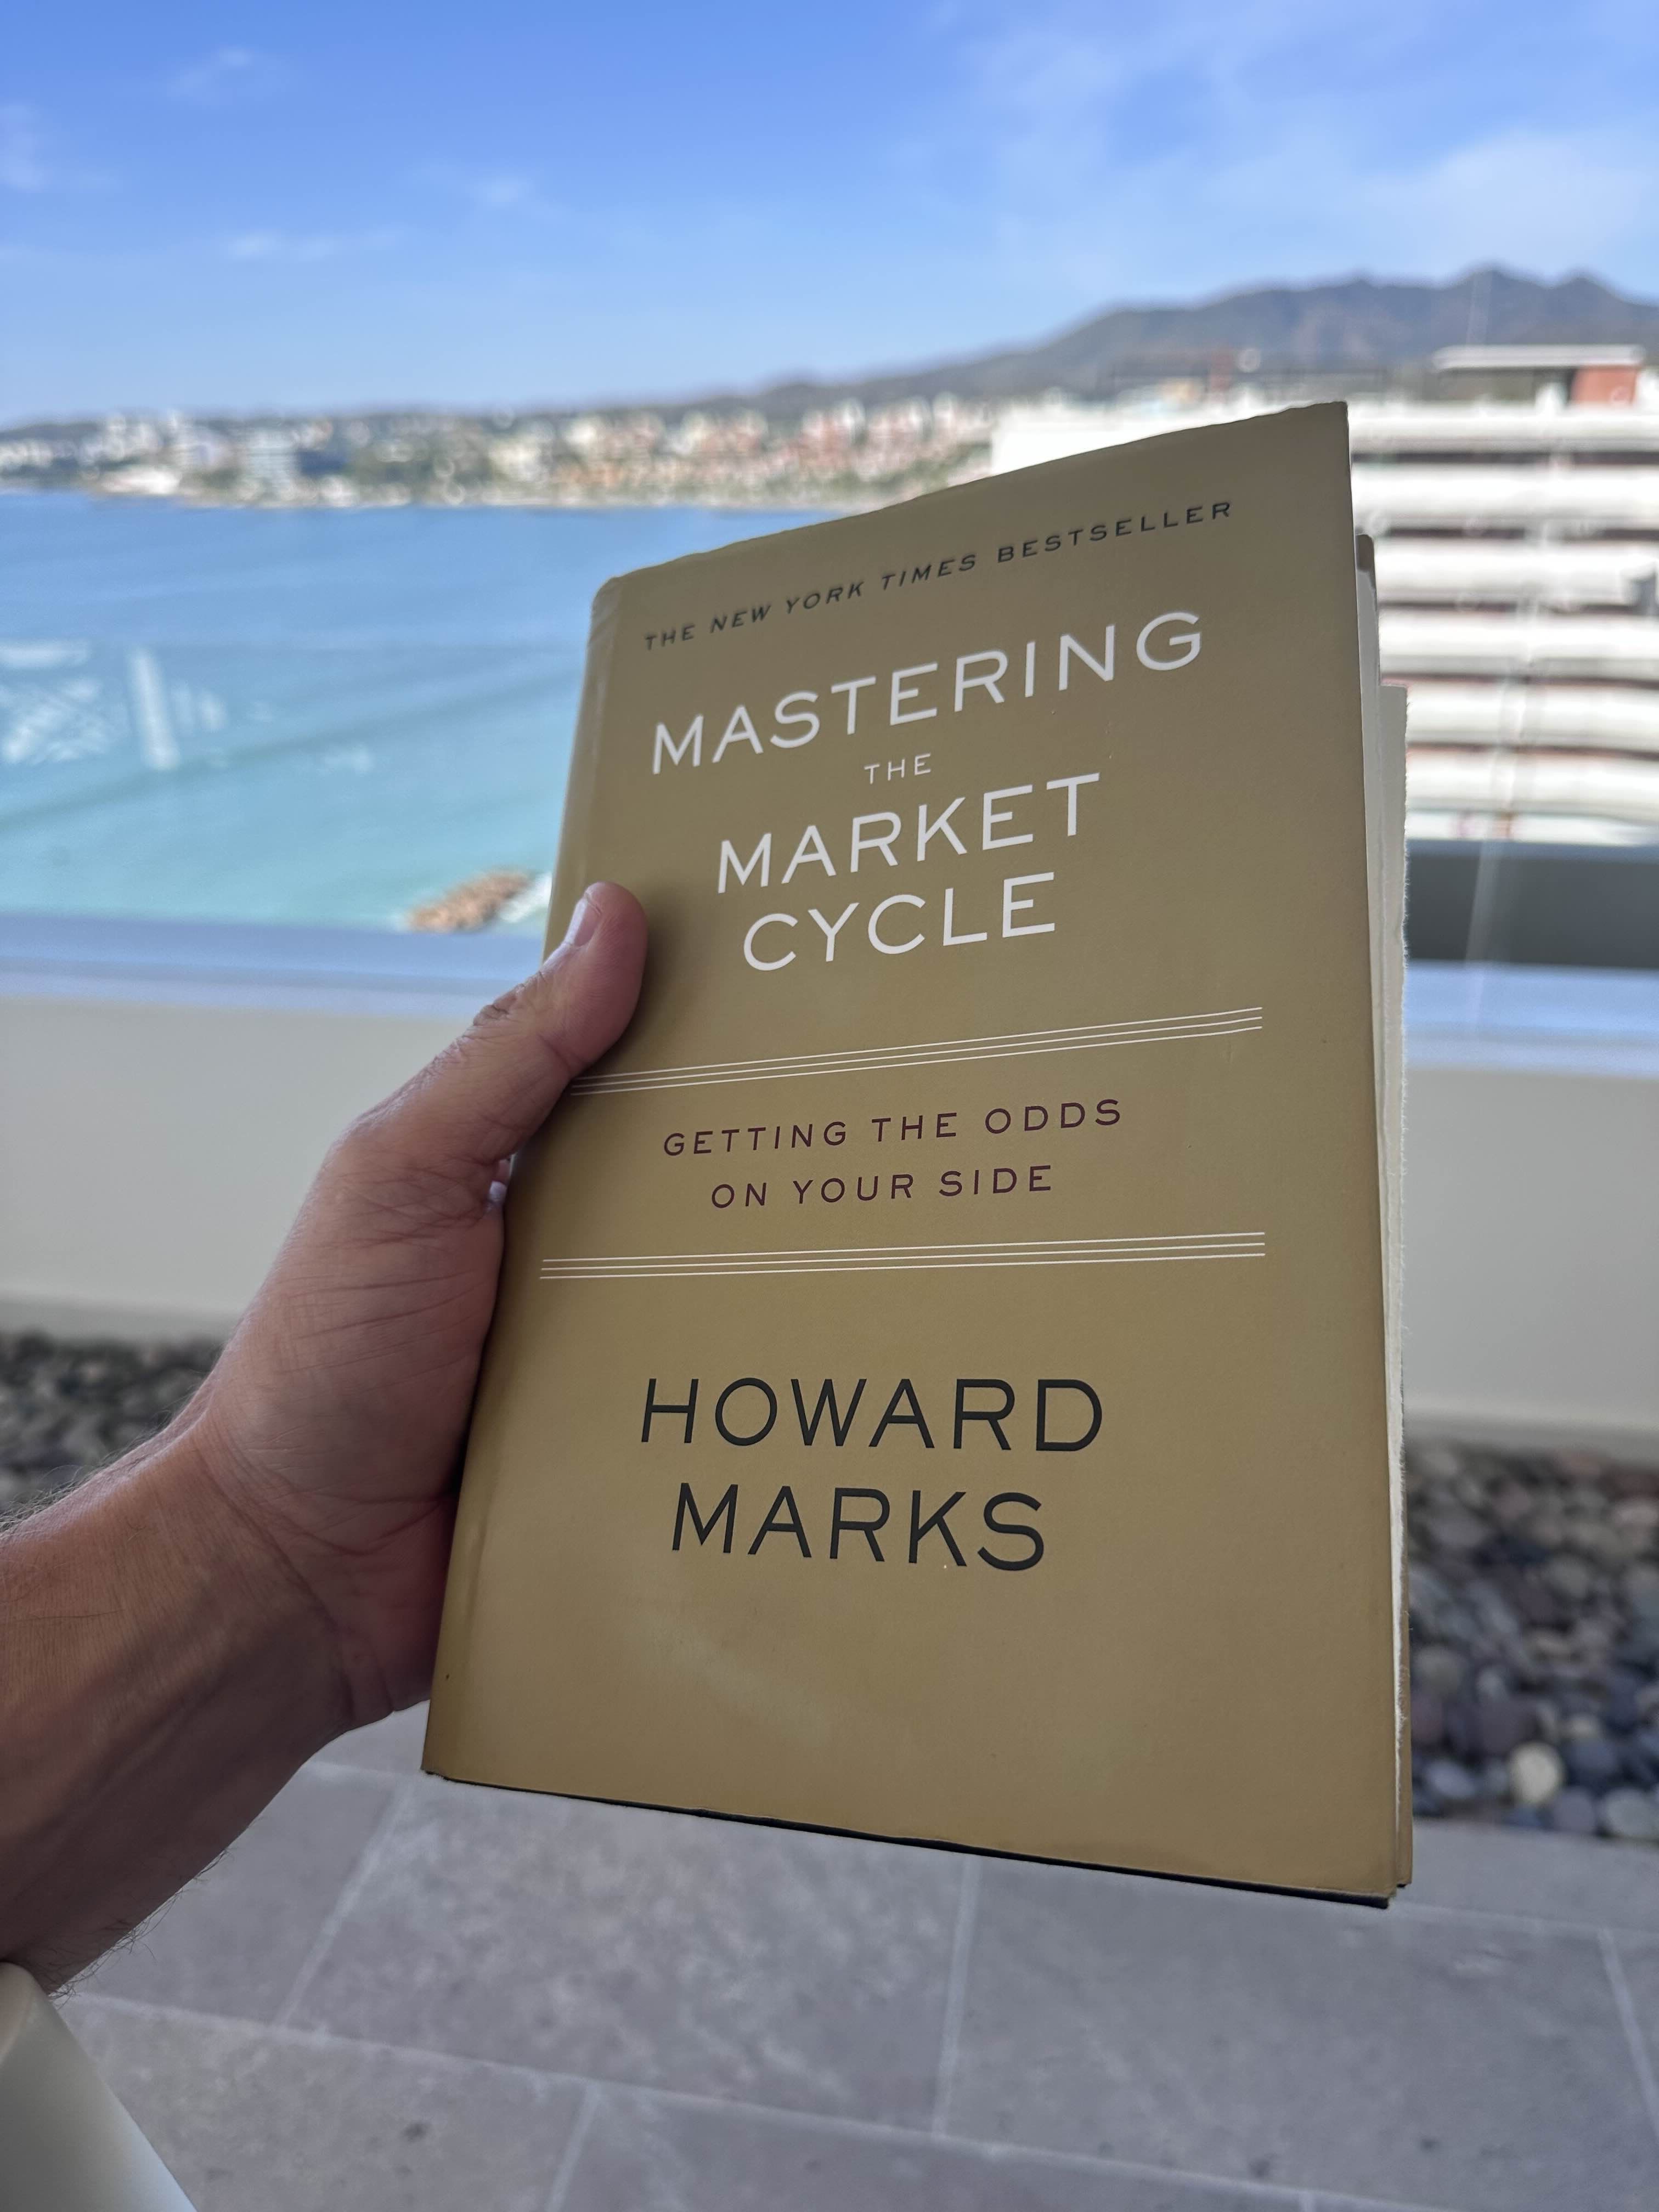 THE NEW YORK TIMES BESTSELLER
MASTERING
THE
MARKET
CYCLE
GETTING THE ODDS
ON YOUR SIDE
HOWARD
MARKS